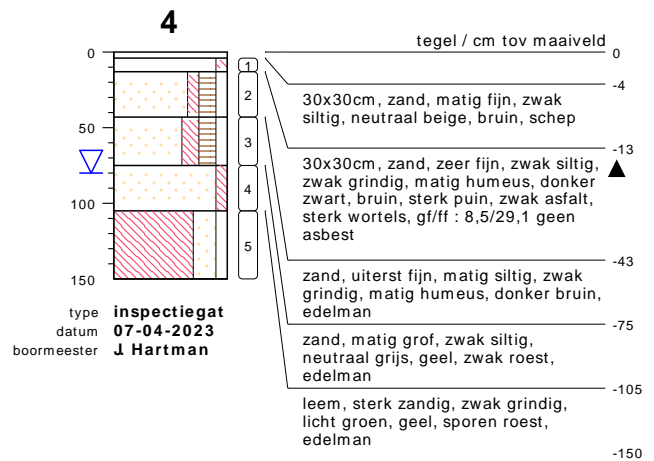 4
tegel / cm tov maaiveld
0
0
-4
1
30x30cm, zand, matig fijn, zwak
siltig, neutraal beige, bruin, schep
2
50
-13
3
30x30cm, zand, zeer fijn, zwak siltig,
zwak grindig, matig humeus, donker
zwart, bruin, sterk puin, zwak asfalt,
sterk wortels, gf/ff : 8,5/29,1 geen
asbest
4
100
-43
5
zand, uiterst fijn, matig siltig, zwak
grindig, matig humeus, donker bruin,
edelman
150
-75
zand, matig grof, zwak siltig,
neutraal grijs, geel, zwak roest,
edelman
-105
leem, sterk zandig, zwak grindig,
licht groen, geel, sporen roest,
edelman
-150
type inspectiegat
datum 07-04-2023
boormeester J. Hartman